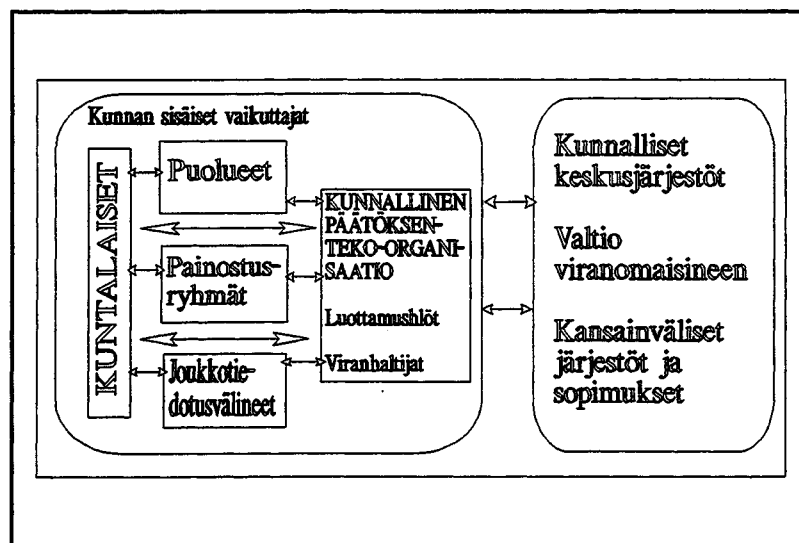 Kunnan sisäiset vaikuttajat
KUNTALAISET
Puolueet
Painostus-
ryhmät
Joukkotie-
dotusvälineet
KUNNALLINEN
PÄÄTÖKSEN-
TEKO-ORGANI-
SAATIO
Luottamushlöt
Viranhaltijat
Kunnalliset
keskusjärjestöt
Valtio
viranomaisineen
Kansainväliset
järjestöt ja
sopimukset